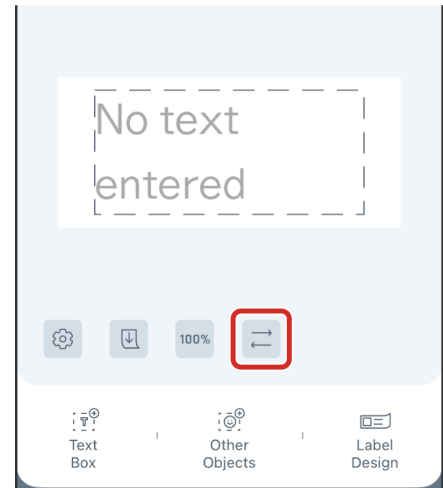 No text
entered
100%
Text
Box
Other
Objects
Label
Design